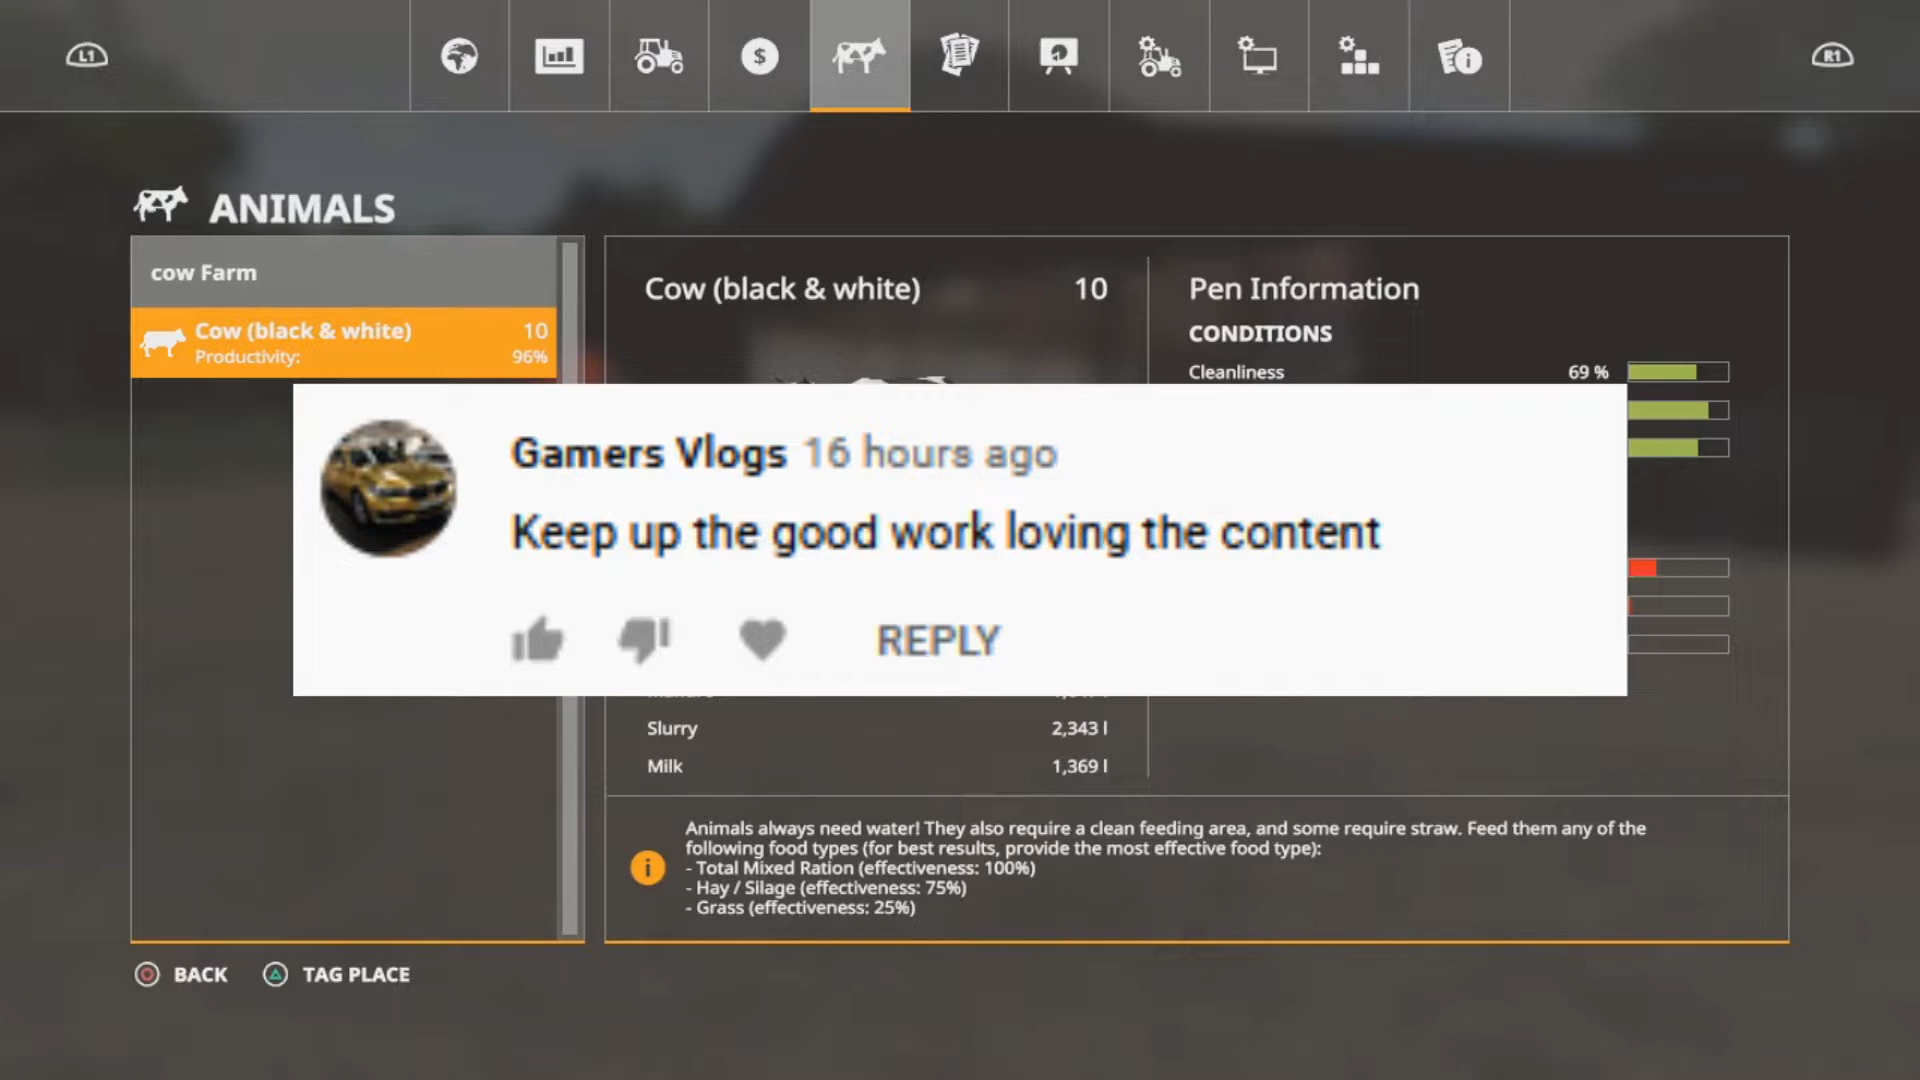 L1
R1
ANIMALS
cow Farm
Cow (black & white) 10
Productivity: 96%
Cow (black & white) 10
Pen Information
CONDITIONS
Cleanliness 69 %
Gamers Vlogs 16 hours ago
Keep up the good work loving the content
REPLY
Slurry 2,343 l
Milk 1,369 l
Animals always need water! They also require a clean feeding area, and some require straw. Feed them any of the
following food types (for best results, provide the most effective food type):
- Total Mixed Ration (effectiveness: 100%)
- Hay / Silage (effectiveness: 75%)
- Grass (effectiveness: 25%)
BACK TAG PLACE